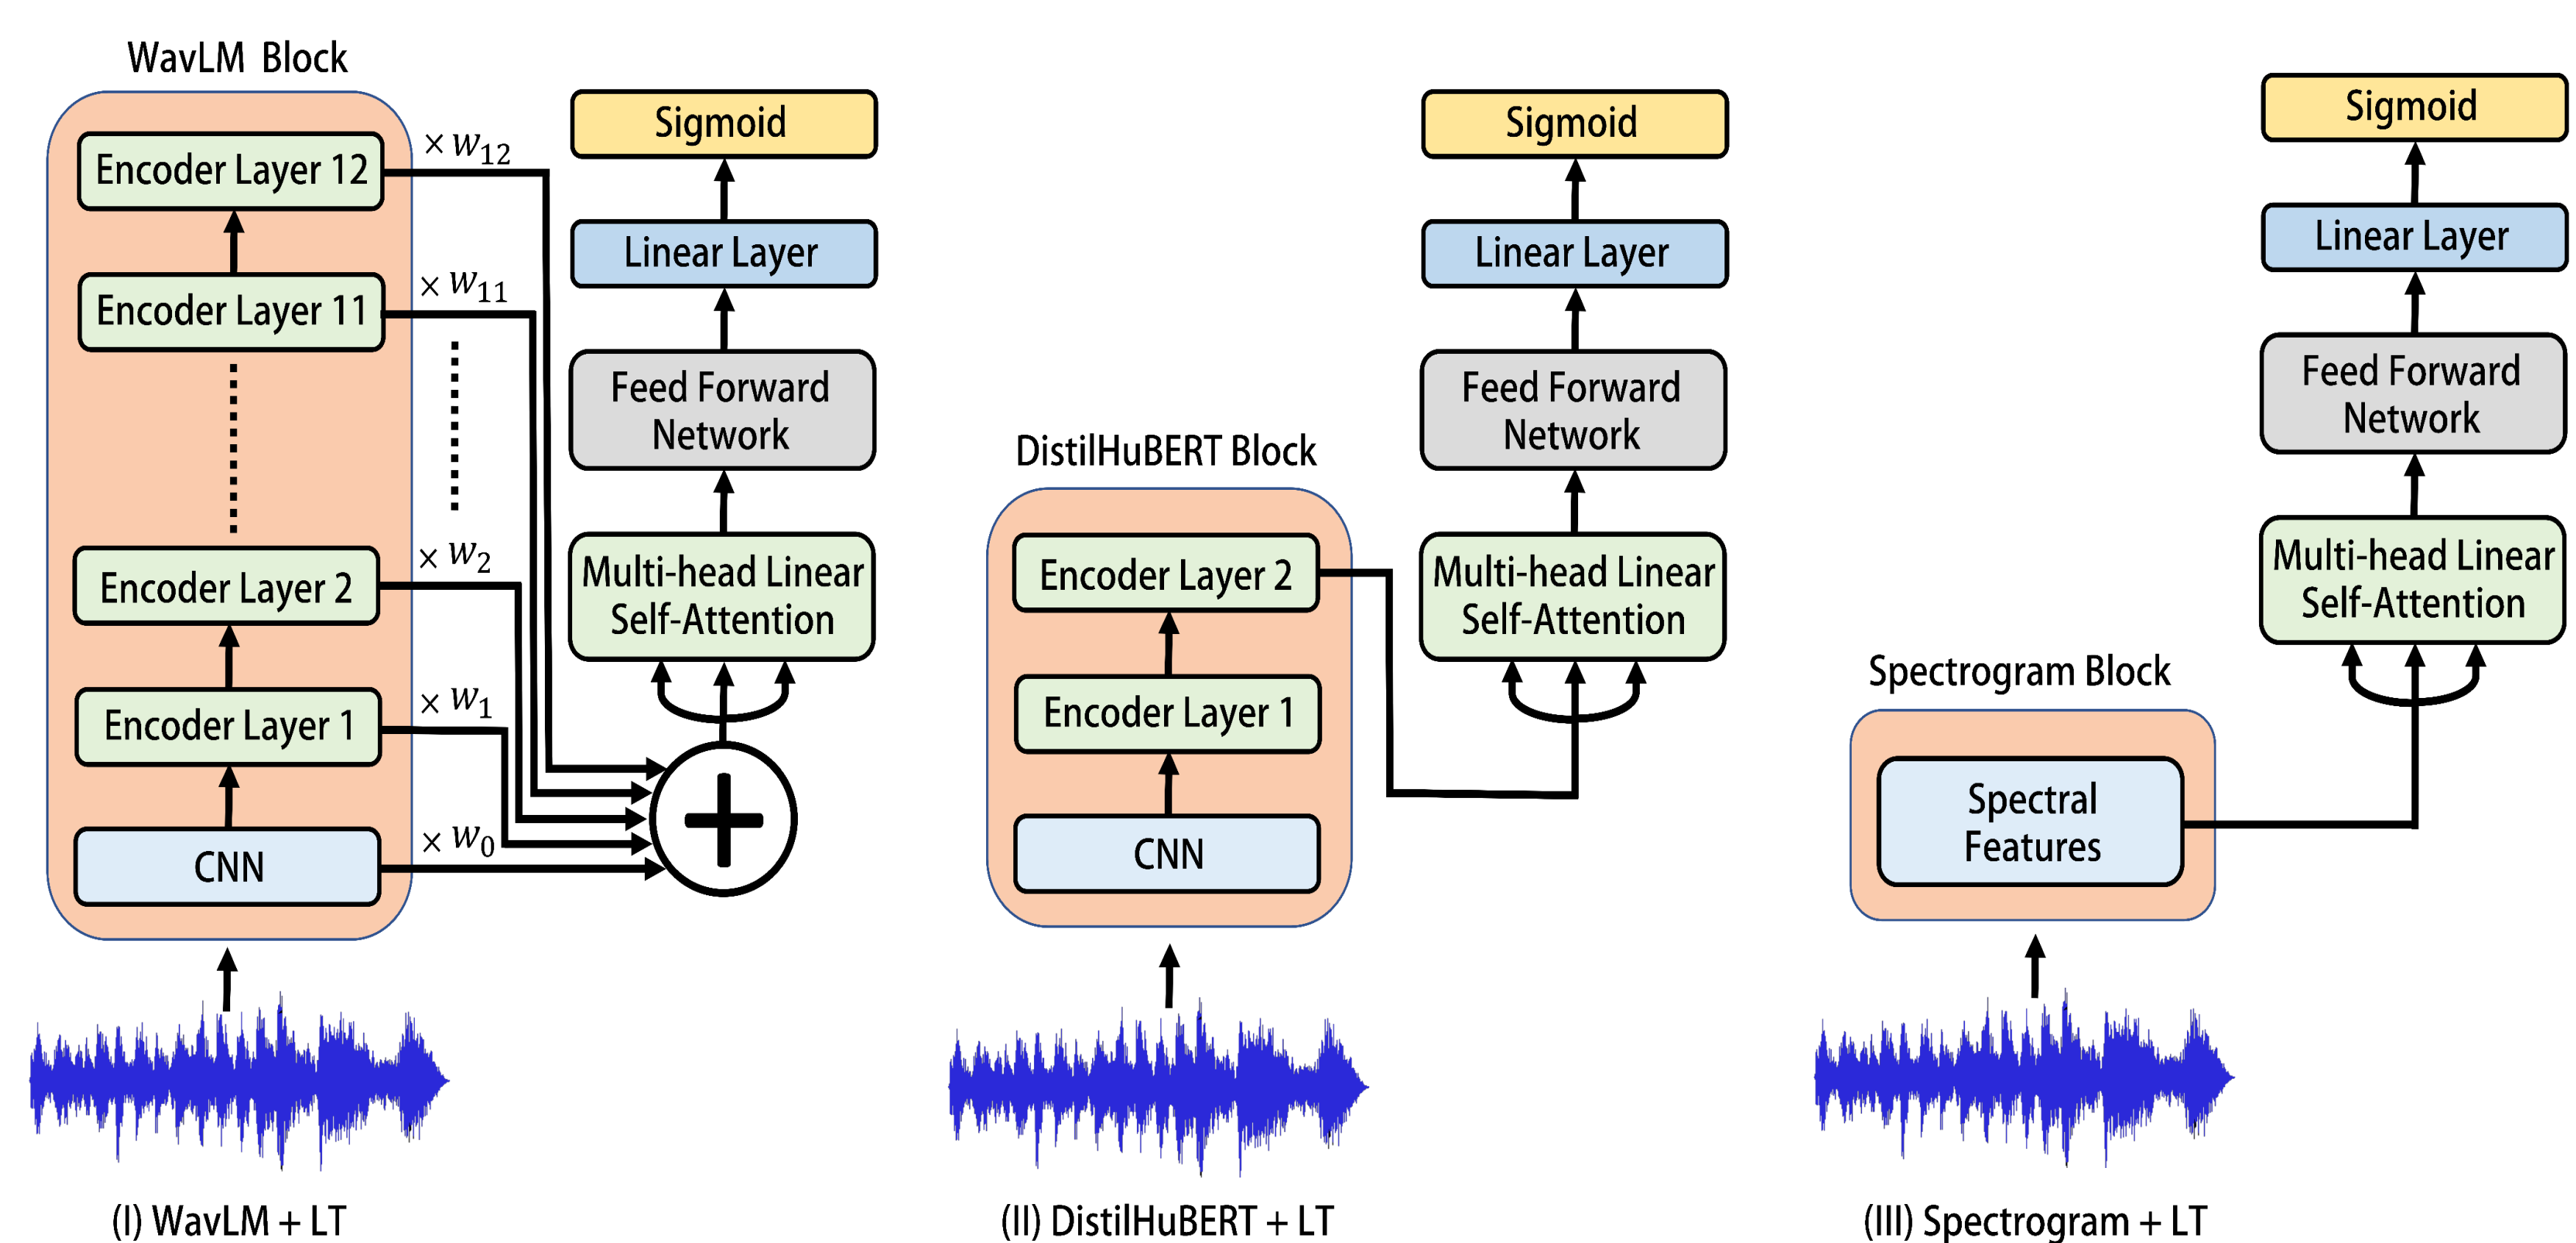 WavLM Block
Encoder Layer 12
Encoder Layer 11
Encoder Layer 2
Encoder Layer 1
CNN
× w₁₂
× w₁₁
× w₂
× w₁
× w₀
Sigmoid
Linear Layer
Feed Forward
Network
Multi-head Linear
Self-Attention
+
(I) WavLM + LT
DistilHuBERT Block
Encoder Layer 2
Encoder Layer 1
CNN
Sigmoid
Linear Layer
Feed Forward
Network
Multi-head Linear
Self-Attention
(II) DistilHuBERT + LT
Spectrogram Block
Spectral
Features
Sigmoid
Linear Layer
Feed Forward
Network
Multi-head Linear
Self-Attention
(III) Spectrogram + LT